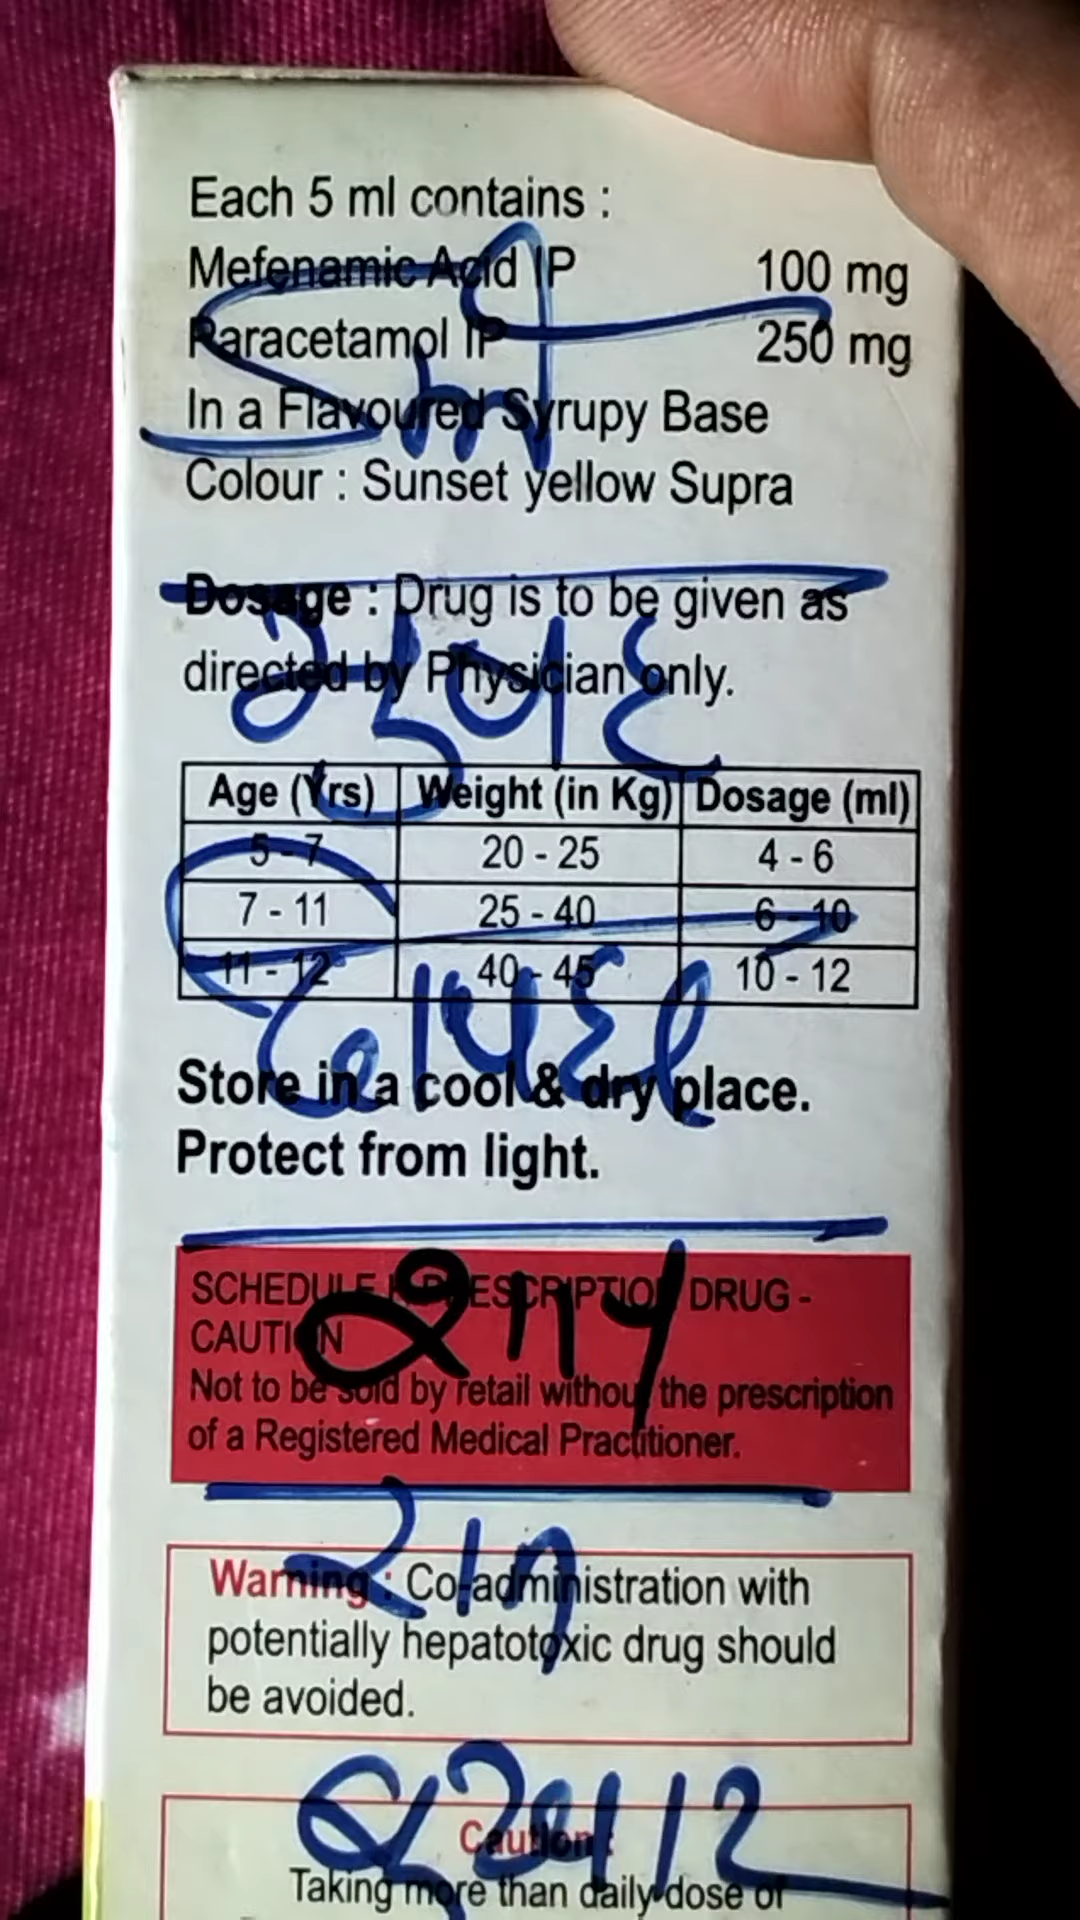 Each 5 ml contains :
Mefenamic Acid IP 100 mg
Paracetamol IP 250 mg
5ml
In a Flavoured Syrupy Base
Colour : Sunset yellow Supra
Dosage : Drug is to be given as
directed by Physician only.
सुबह
Age (Yrs) Weight (in Kg) Dosage (ml)
5 - 7 20 - 25 4 - 6
7 - 11 25 - 40 6 - 10
11 - 12 40 - 45 10 - 12
Store in a cool & dry place.
Protect from light.
SCHEDULE H PRESCRIPTION DRUG -
CAUTION
शाम
Not to be sold by retail without the prescription
of a Registered Medical Practitioner.
Warning : Co-administration with
रात
potentially hepatotoxic drug should
be avoided.
Caution :
Taking more than daily dose of